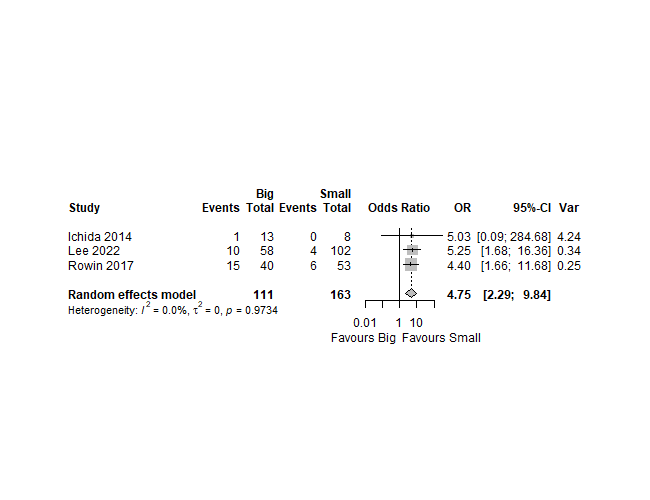 Big Small
Study Events Total Events Total Odds Ratio OR 95%-CI Var
Ichida 2014 1 13 0 8 5.03 [0.09; 284.68] 4.24
Lee 2022 10 58 4 102 5.25 [1.68; 16.36] 0.34
Rowin 2017 15 40 6 53 4.40 [1.66; 11.68] 0.25
Random effects model 111 163 4.75 [2.29; 9.84]
Heterogeneity: I² = 0.0%, τ² = 0, p = 0.9734
0.01 1 10
Favours Big Favours Small